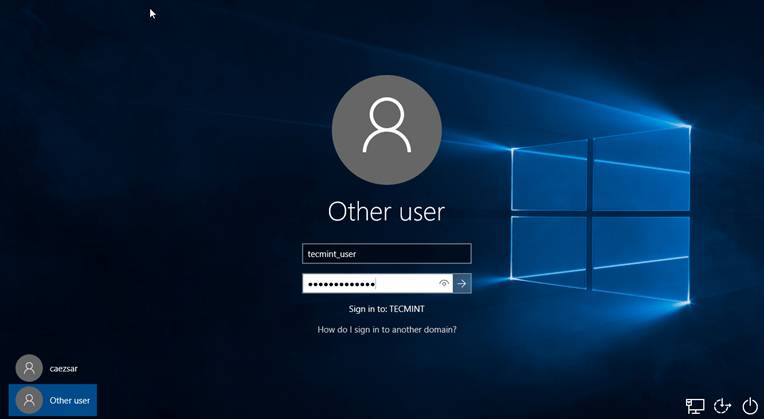 Other user
tecmint_user
•••••••••••••
Sign in to: TECMINT
How do I sign in to another domain?
caezsar
Other user